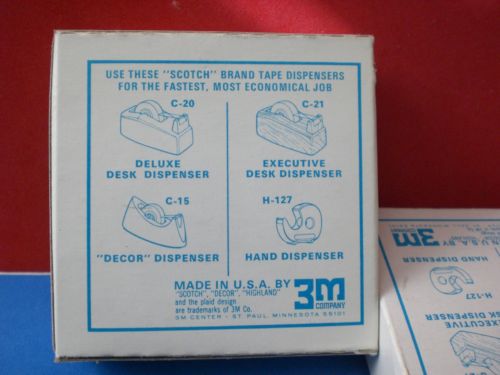 USE THESE "SCOTCH" BRAND TAPE DISPENSERS
FOR THE FASTEST, MOST ECONOMICAL JOB
C-20
DELUXE
DESK DISPENSER
C-21
EXECUTIVE
DESK DISPENSER
C-15
"DECOR" DISPENSER
H-127
HAND DISPENSER
MADE IN U.S.A. BY
"SCOTCH", "DECOR", "HIGHLAND"
and the plaid design
are trademarks of 3M Co.
3M CENTER - ST. PAUL, MINNESOTA 55101
3M
COMPANY
3M
U.S.A. BY
HAND DISPENSER
H-127
EXECUTIVE